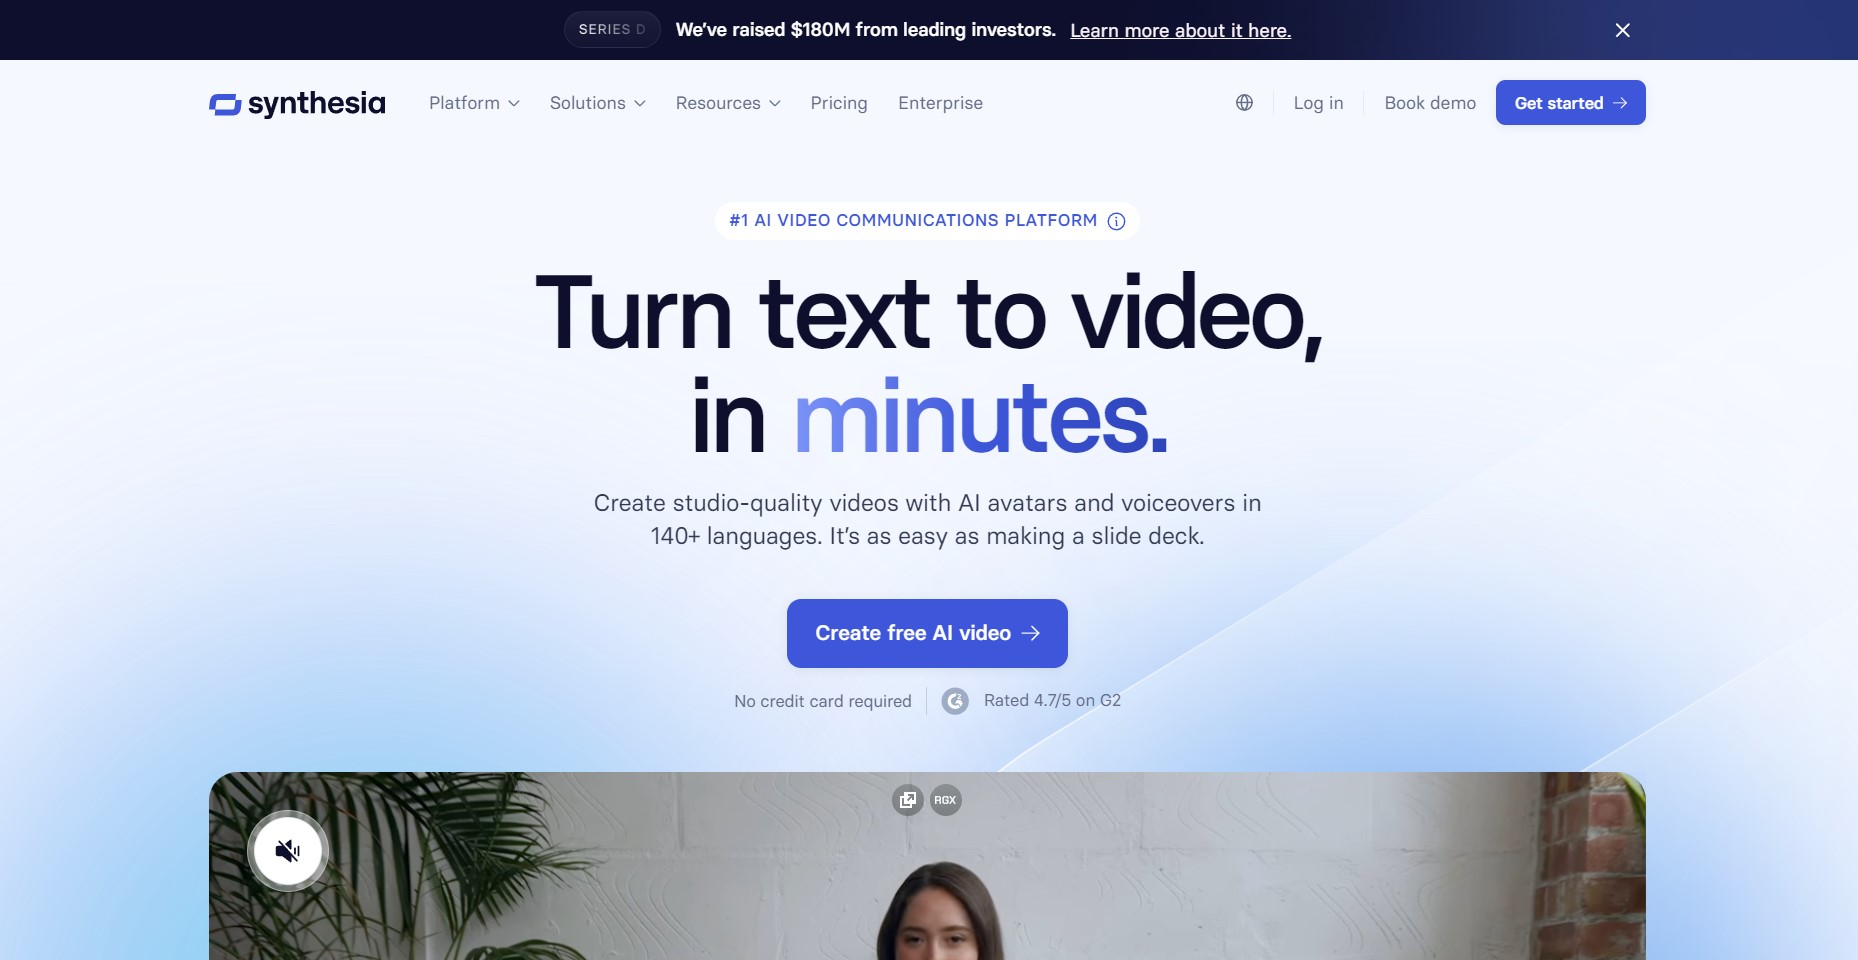 SERIES D We've raised $180M from leading investors. Learn more about it here.
synthesia Platform Solutions Resources Pricing Enterprise Log in Book demo Get started
#1 AI VIDEO COMMUNICATIONS PLATFORM
Turn text to video,
in minutes.
Create studio-quality videos with AI avatars and voiceovers in
140+ languages. It's as easy as making a slide deck.
Create free AI video
No credit card required Rated 4.7/5 on G2
RGX